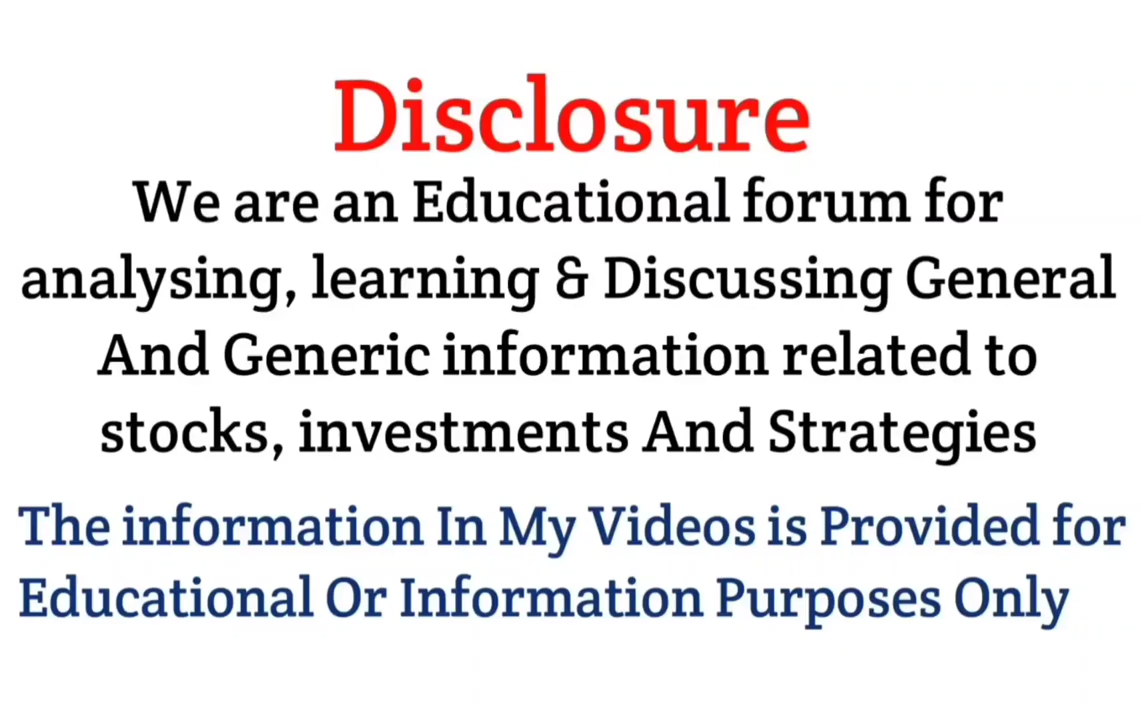 Disclosure
We are an Educational forum for
analysing, learning & Discussing General
And Generic information related to
stocks, investments And Strategies
The information In My Videos is Provided for
Educational Or Information Purposes Only